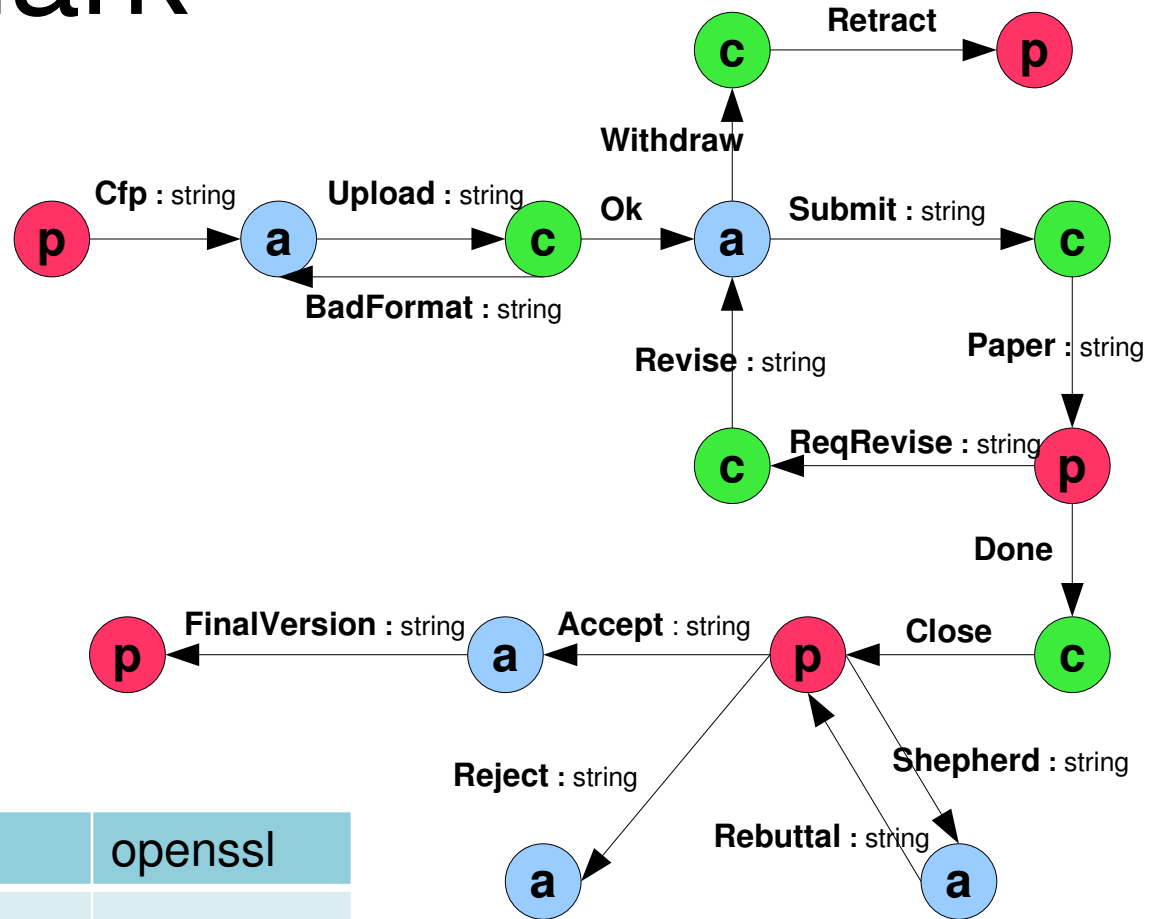 Retract
c
p
Withdraw
Cfp : string
Upload : string
Ok
Submit : string
p
a
c
a
c
BadFormat : string
Revise : string
Paper : string
c
ReqRevise : string
p
Done
FinalVersion : string
Accept : string
Close
p
a
p
c
Reject : string
Shepherd : string
Rebuttal : string
openssl
a
a